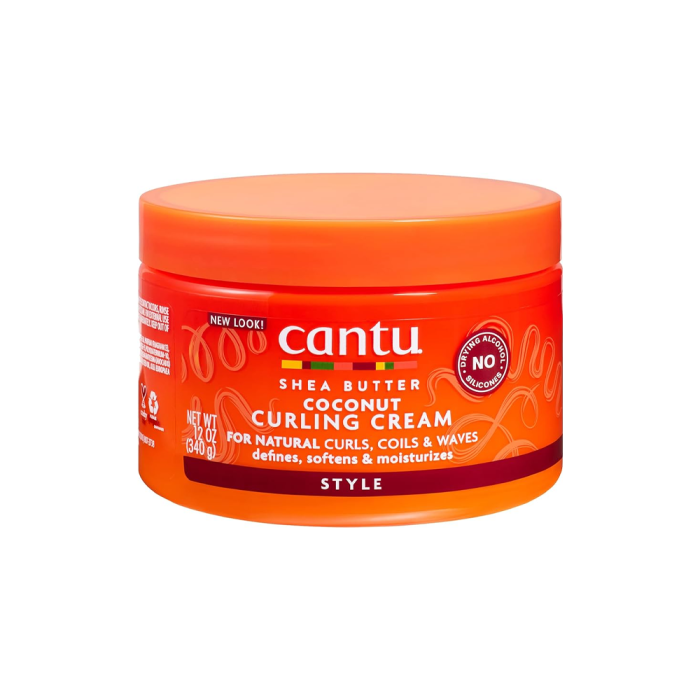 NEW LOOK!
cantu
SHEA BUTTER
COCONUT
CURLING CREAM
FOR NATURAL CURLS, COILS & WAVES
defines, softens & moisturizes
NET WT
12 OZ
(340 g)
STYLE
DRYING ALCOHOL
NO
SILICONES